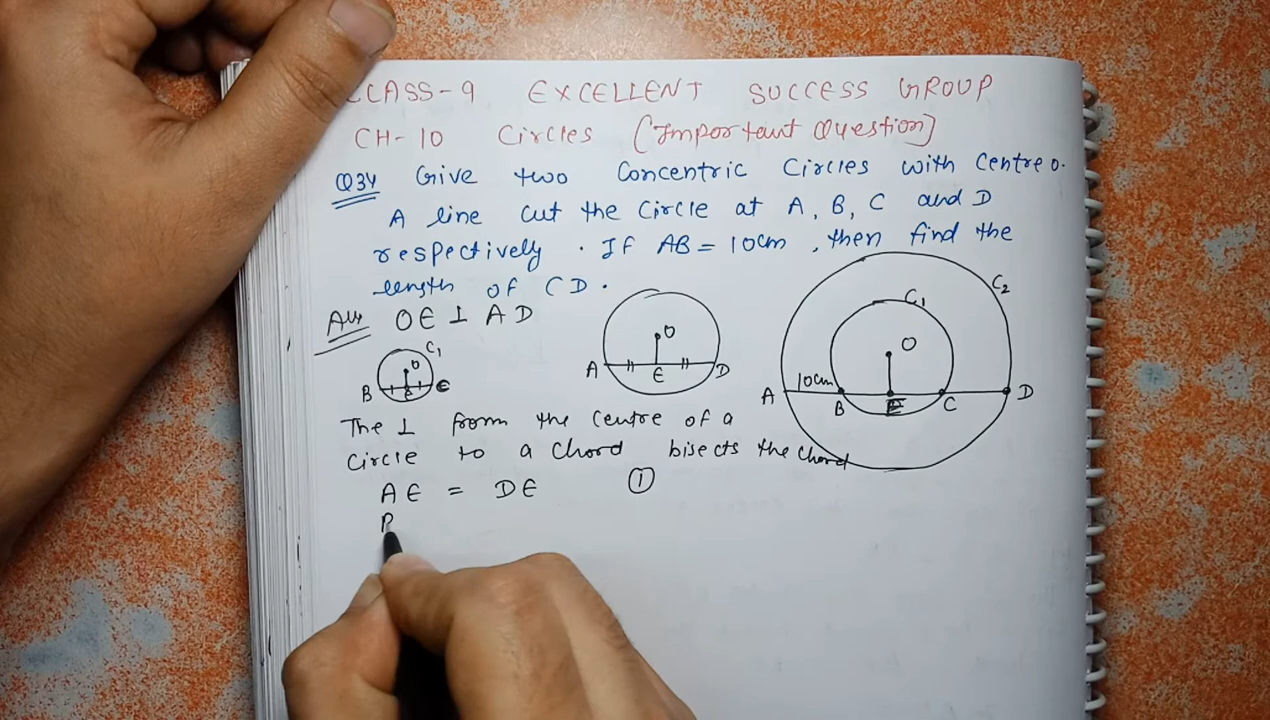 CLASS-9 EXCELLENT SUCCESS GROUP
CH-10 Circles (Important Question)
Q34 Give two Concentric Circles with Centre O.
A line cut the Circle at A, B, C and D
respectively. If AB = 10cm, then find the
length of CD.
Ans OE ⊥ AD
C1
O
B E
A O E D
C2
C1
O
10cm
A B E C D
The ⊥ from the Centre of a
Circle to a Chord bisects the Chord
AE = DE ①
B